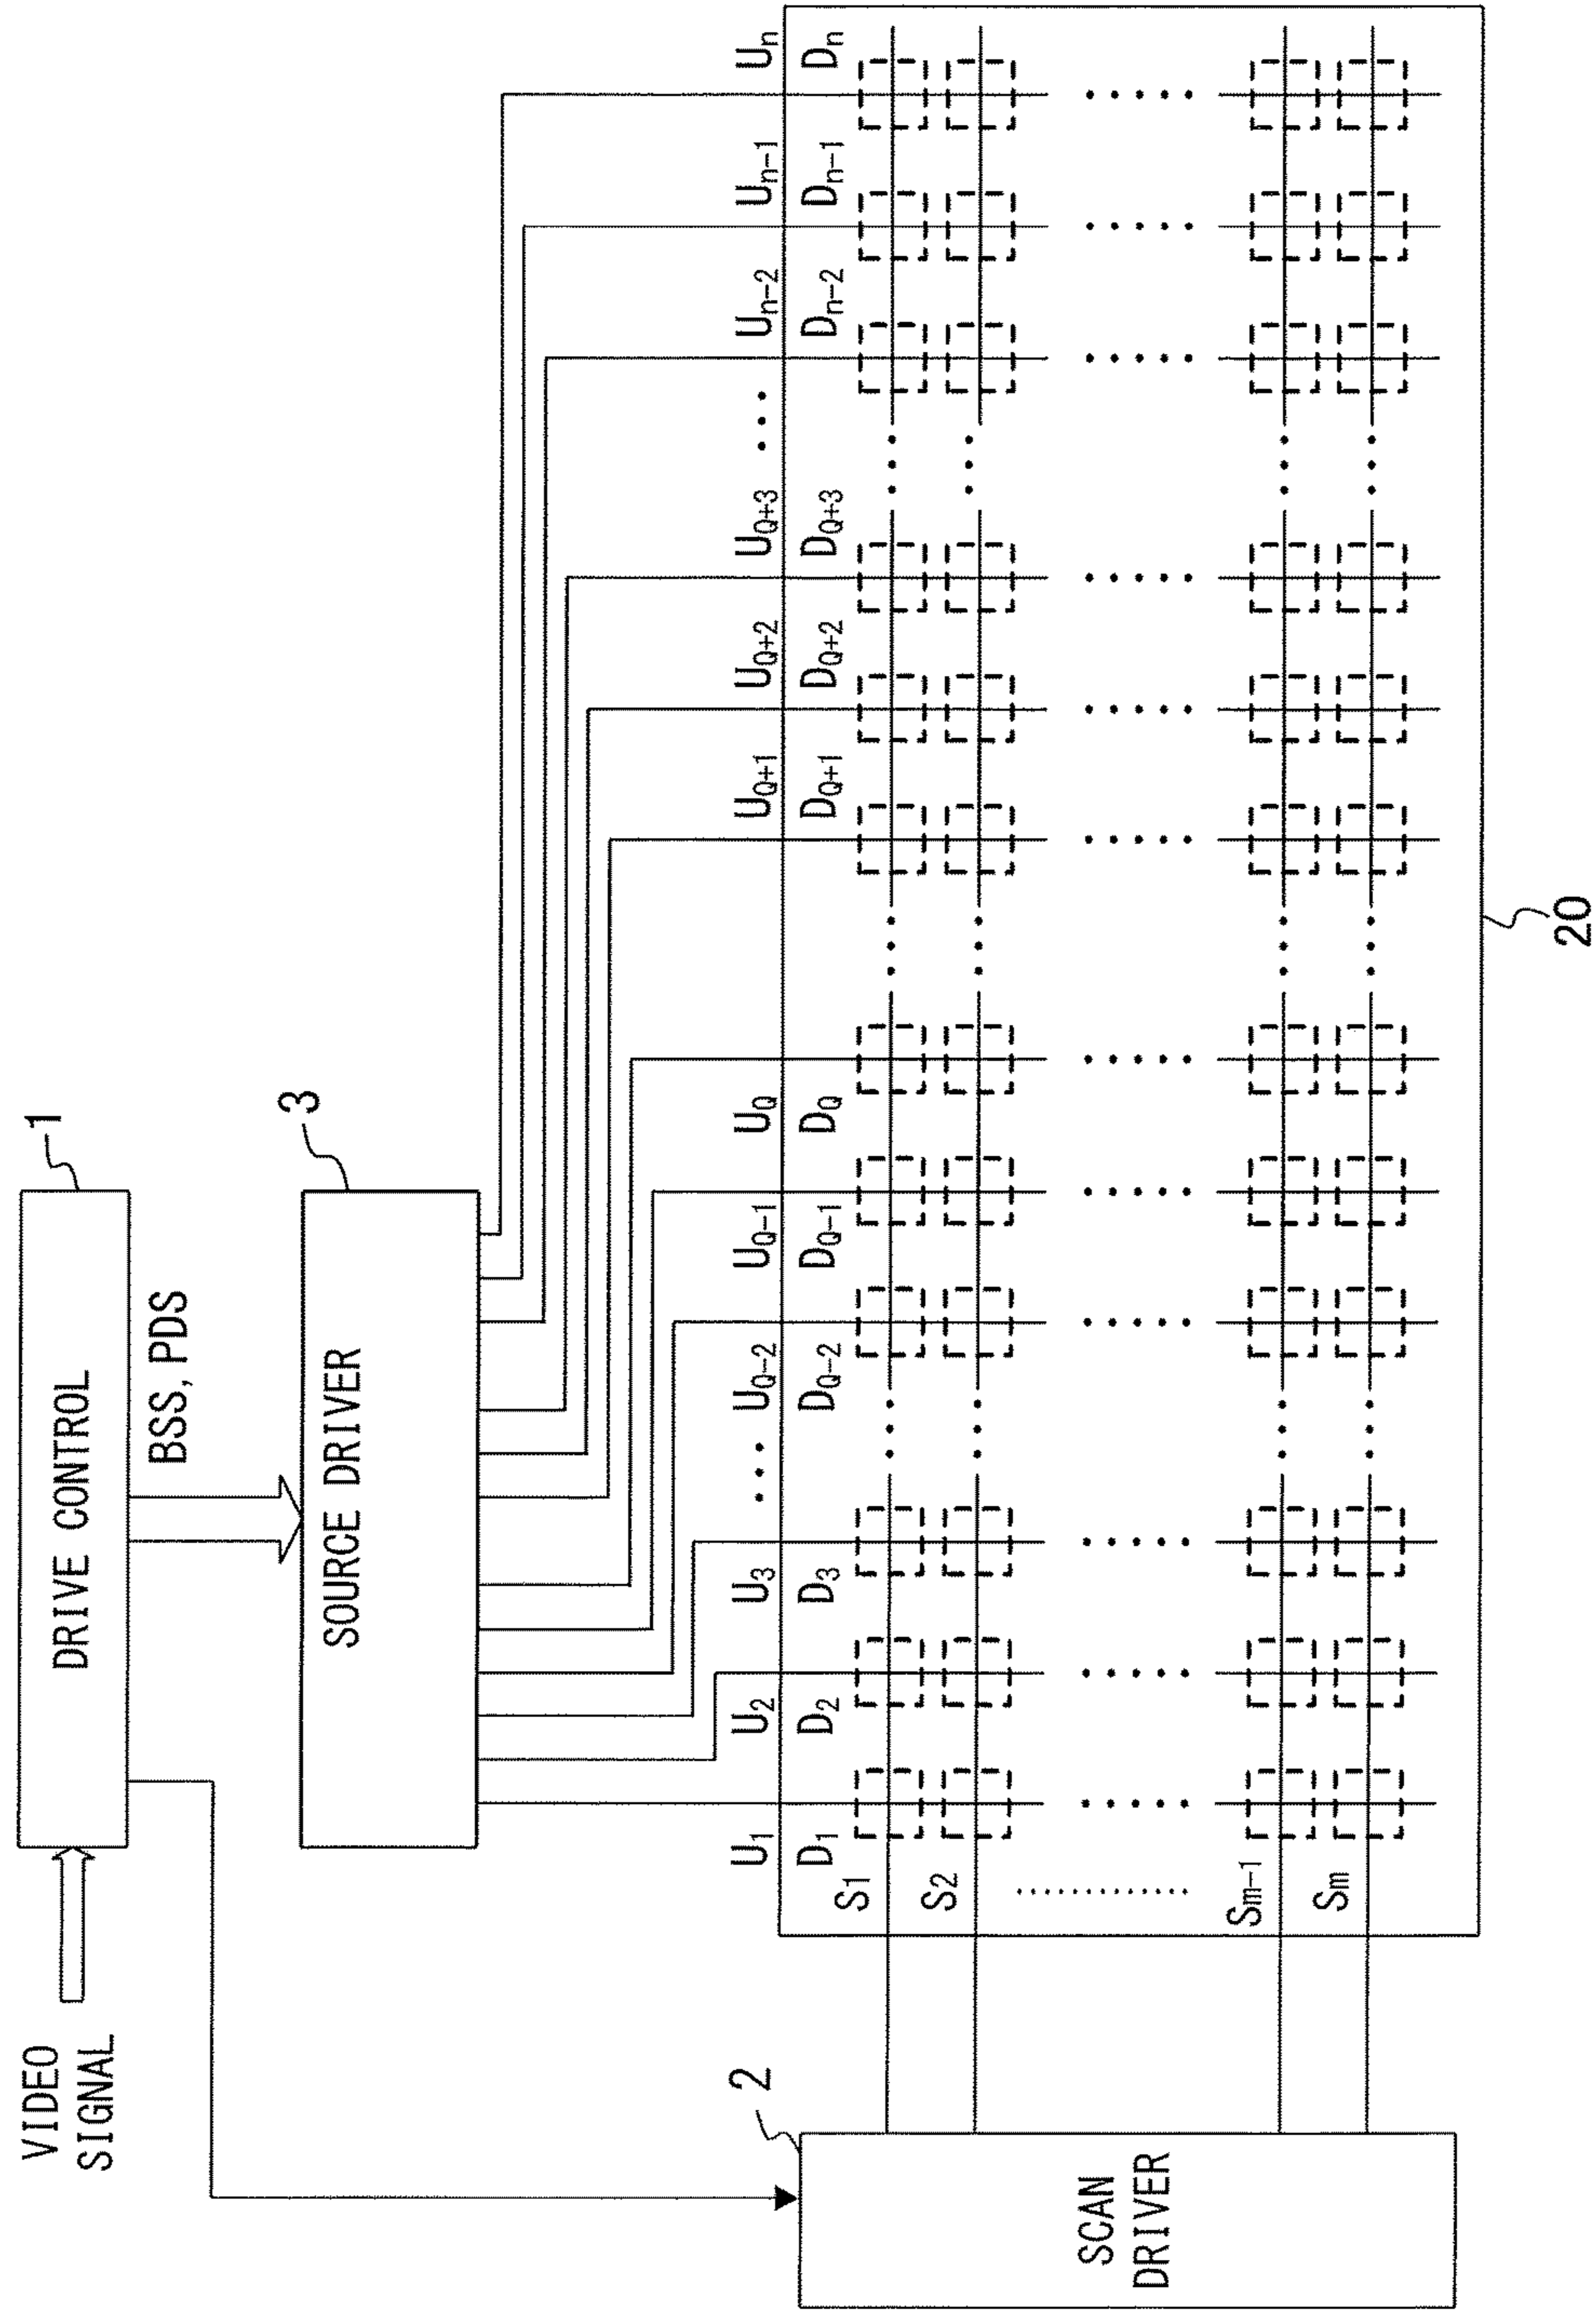 VIDEO
SIGNAL
DRIVE CONTROL
1
BSS, PDS
SOURCE DRIVER
3
U1 U2 U3 ... UQ-2 UQ-1 UQ UQ+1 UQ+2 UQ+3 ... Un-2 Un-1 Un
D1 D2 D3 DQ-2 DQ-1 DQ DQ+1 DQ+2 DQ+3 Dn-2 Dn-1 Dn
S1
S2
Sm-1
Sm
2
SCAN
DRIVER
20